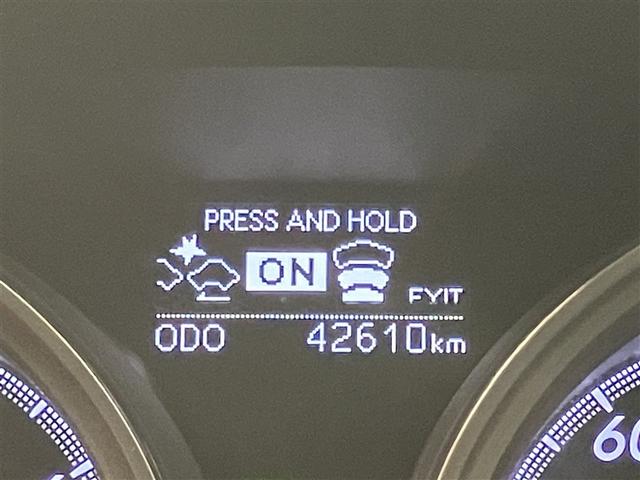 PRESS AND HOLD
ON
EXIT
ODO 42610km
60